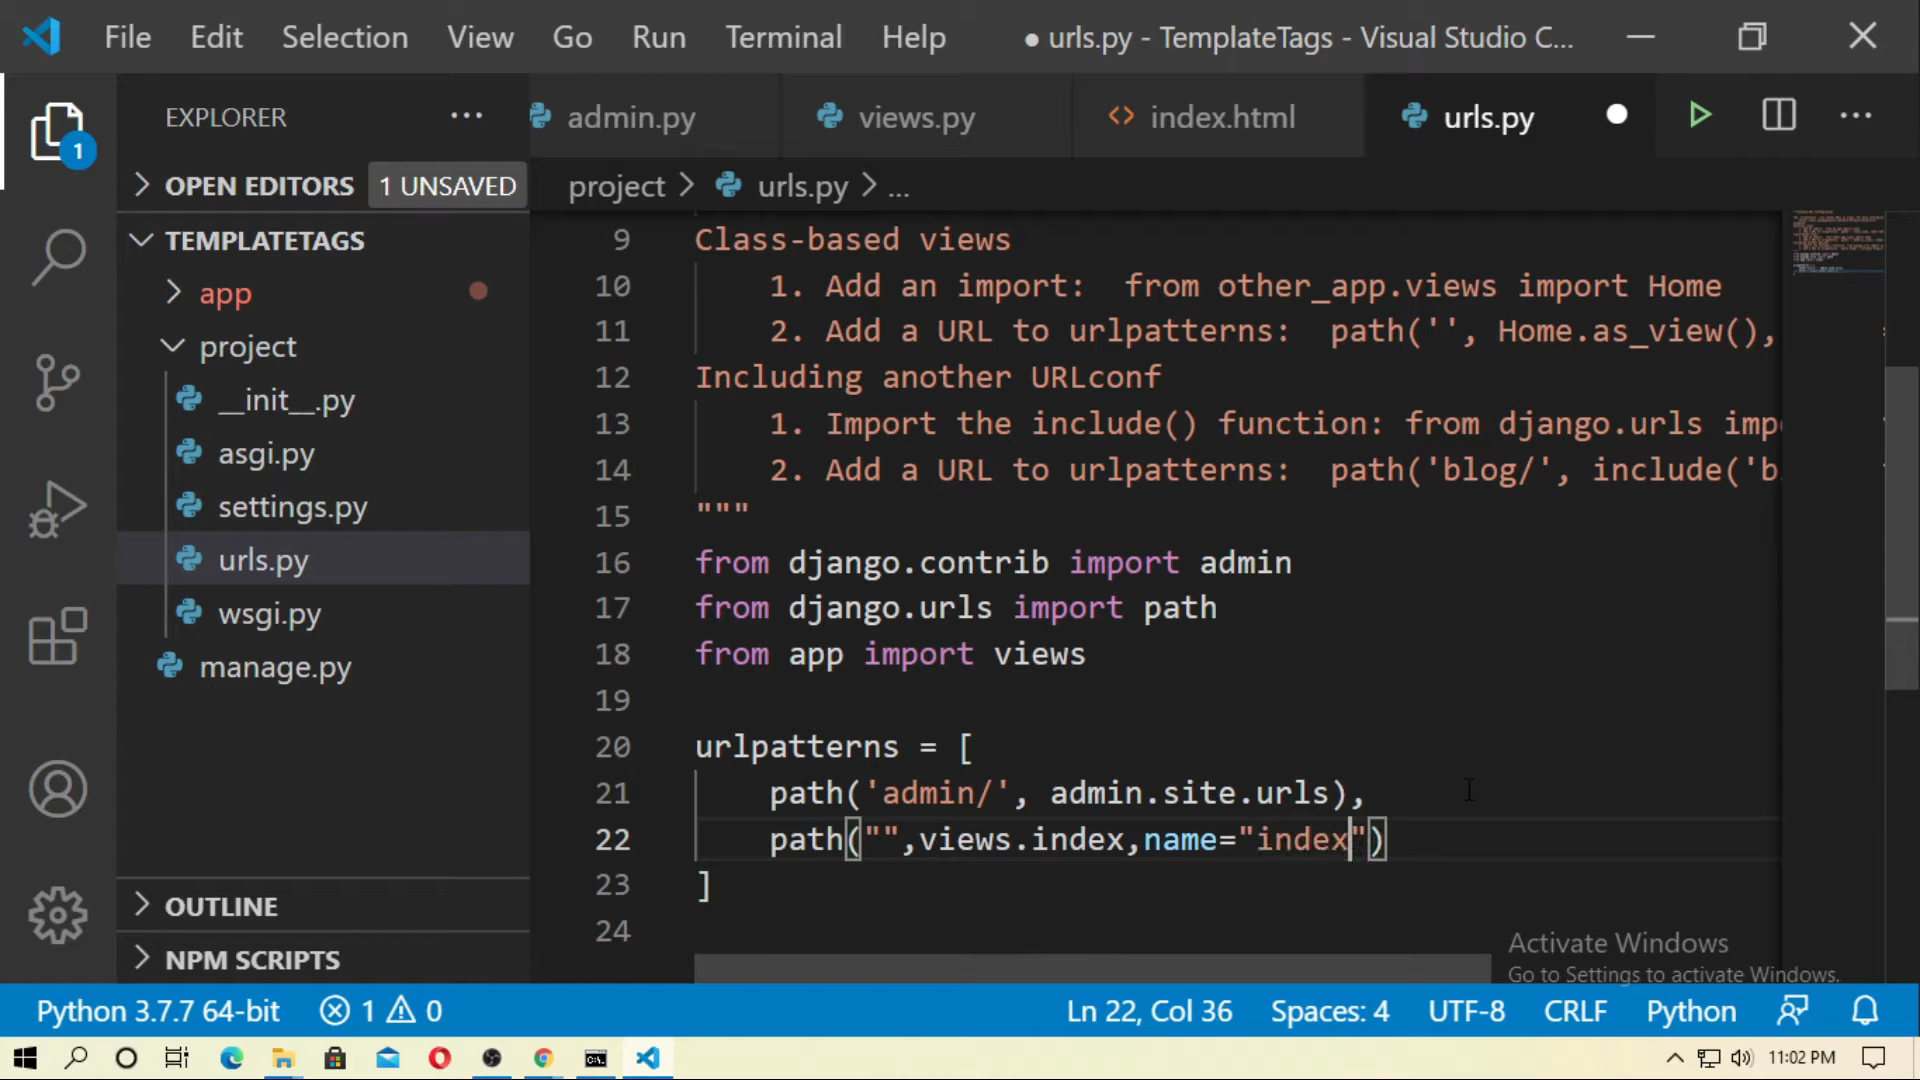 File Edit Selection View Go Run Terminal Help ● urls.py - TemplateTags - Visual Studio C...
EXPLORER ...
admin.py views.py <> index.html urls.py ...
1
OPEN EDITORS 1 UNSAVED
project > urls.py > ...
TEMPLATETAGS
app
project
__init__.py
asgi.py
settings.py
urls.py
wsgi.py
manage.py
OUTLINE
NPM SCRIPTS
9 Class-based views
10 1. Add an import:  from other_app.views import Home
11 2. Add a URL to urlpatterns:  path('', Home.as_view(),
12 Including another URLconf
13 1. Import the include() function: from django.urls imp
14 2. Add a URL to urlpatterns:  path('blog/', include('b
15 """
16 from django.contrib import admin
17 from django.urls import path
18 from app import views
19
20 urlpatterns = [
21 path('admin/', admin.site.urls),
22 path("",views.index,name="index")
23 ]
24
Activate Windows
Go to Settings to activate Windows.
Python 3.7.7 64-bit 1 0 Ln 22, Col 36 Spaces: 4 UTF-8 CRLF Python
11:02 PM